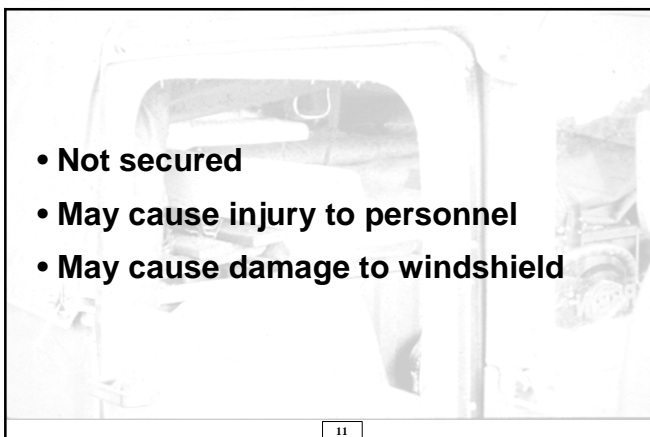 • Not secured
• May cause injury to personnel
• May cause damage to windshield
11